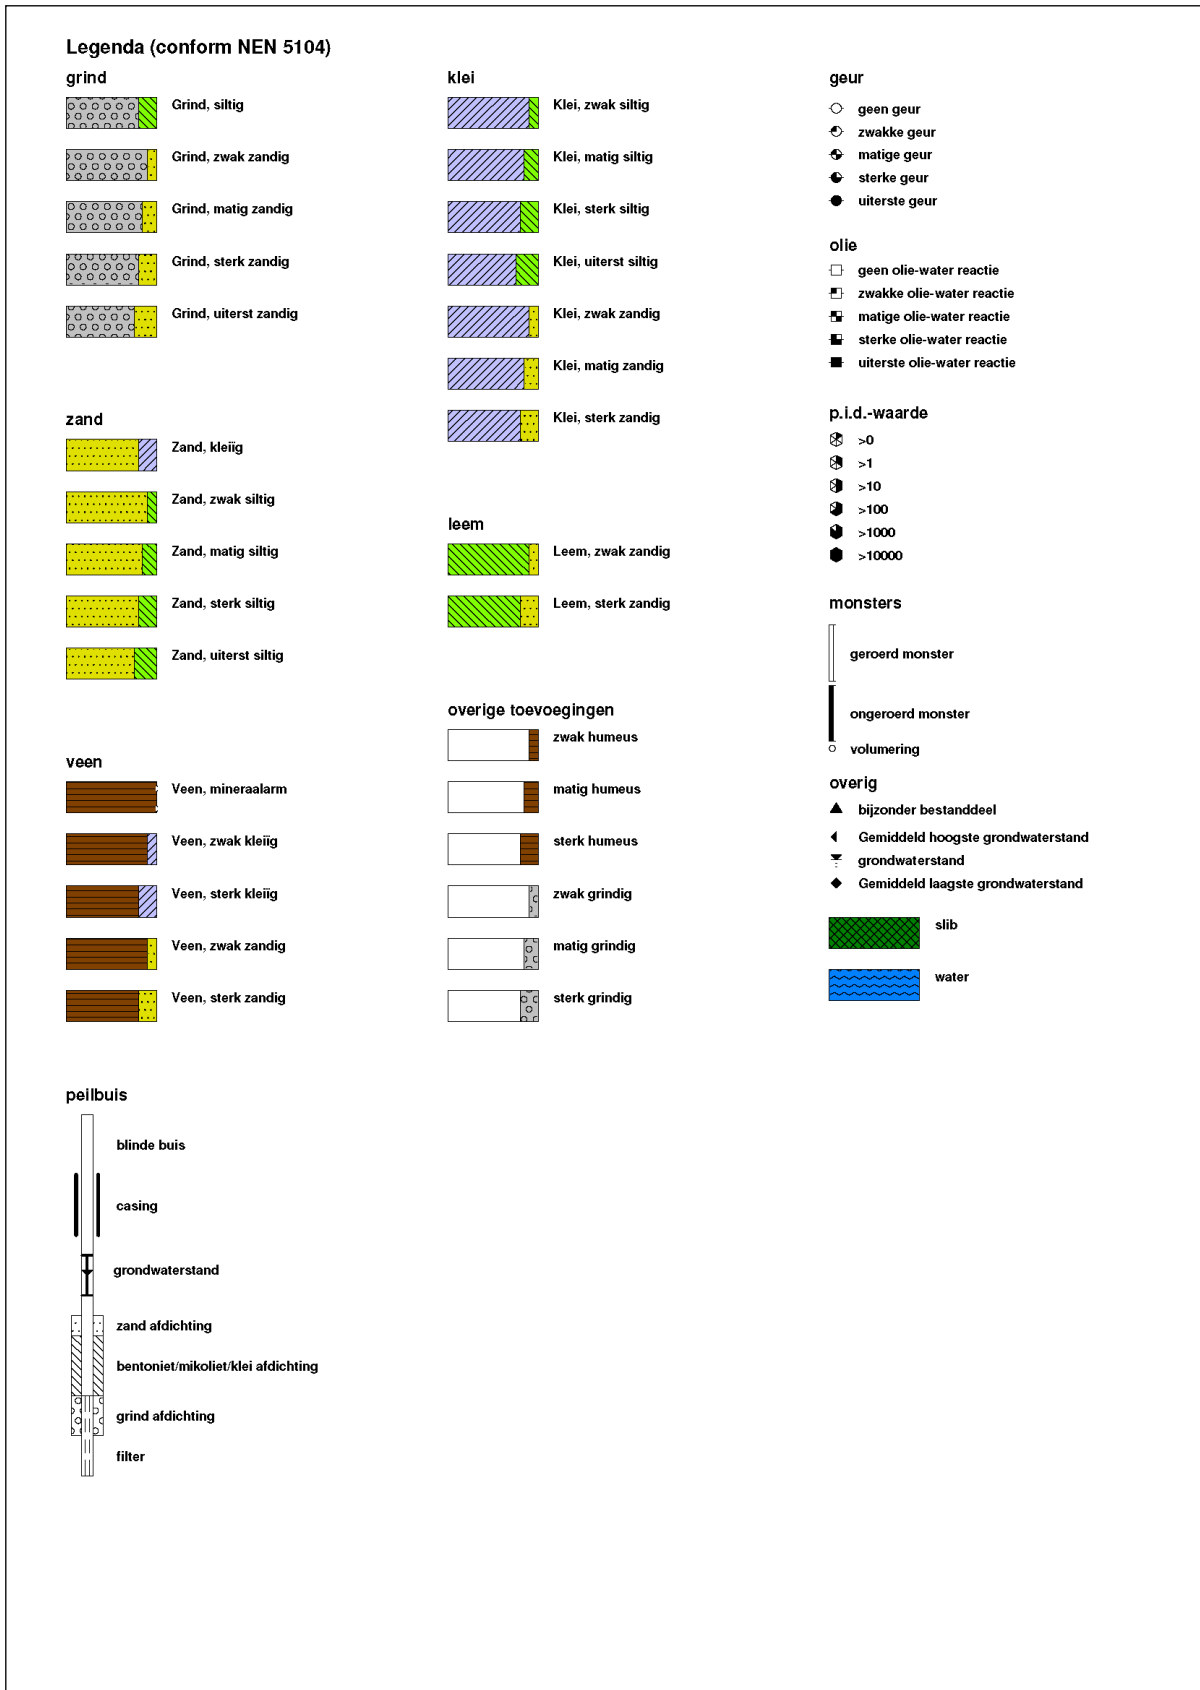 Legenda (conform NEN 5104)
grind
Grind, siltig
Grind, zwak zandig
Grind, matig zandig
Grind, sterk zandig
Grind, uiterst zandig
zand
Zand, kleiïg
Zand, zwak siltig
Zand, matig siltig
Zand, sterk siltig
Zand, uiterst siltig
veen
Veen, mineraalarm
Veen, zwak kleiïg
Veen, sterk kleiïg
Veen, zwak zandig
Veen, sterk zandig
peilbuis
blinde buis
casing
grondwaterstand
zand afdichting
bentoniet/mikoliet/klei afdichting
grind afdichting
filter
klei
Klei, zwak siltig
Klei, matig siltig
Klei, sterk siltig
Klei, uiterst siltig
Klei, zwak zandig
Klei, matig zandig
Klei, sterk zandig
leem
Leem, zwak zandig
Leem, sterk zandig
overige toevoegingen
zwak humeus
matig humeus
sterk humeus
zwak grindig
matig grindig
sterk grindig
geur
geen geur
zwakke geur
matige geur
sterke geur
uiterste geur
olie
geen olie-water reactie
zwakke olie-water reactie
matige olie-water reactie
sterke olie-water reactie
uiterste olie-water reactie
p.i.d.-waarde
>0
>1
>10
>100
>1000
>10000
monsters
geroerd monster
ongeroerd monster
volumering
overig
bijzonder bestanddeel
Gemiddeld hoogste grondwaterstand
grondwaterstand
Gemiddeld laagste grondwaterstand
slib
water